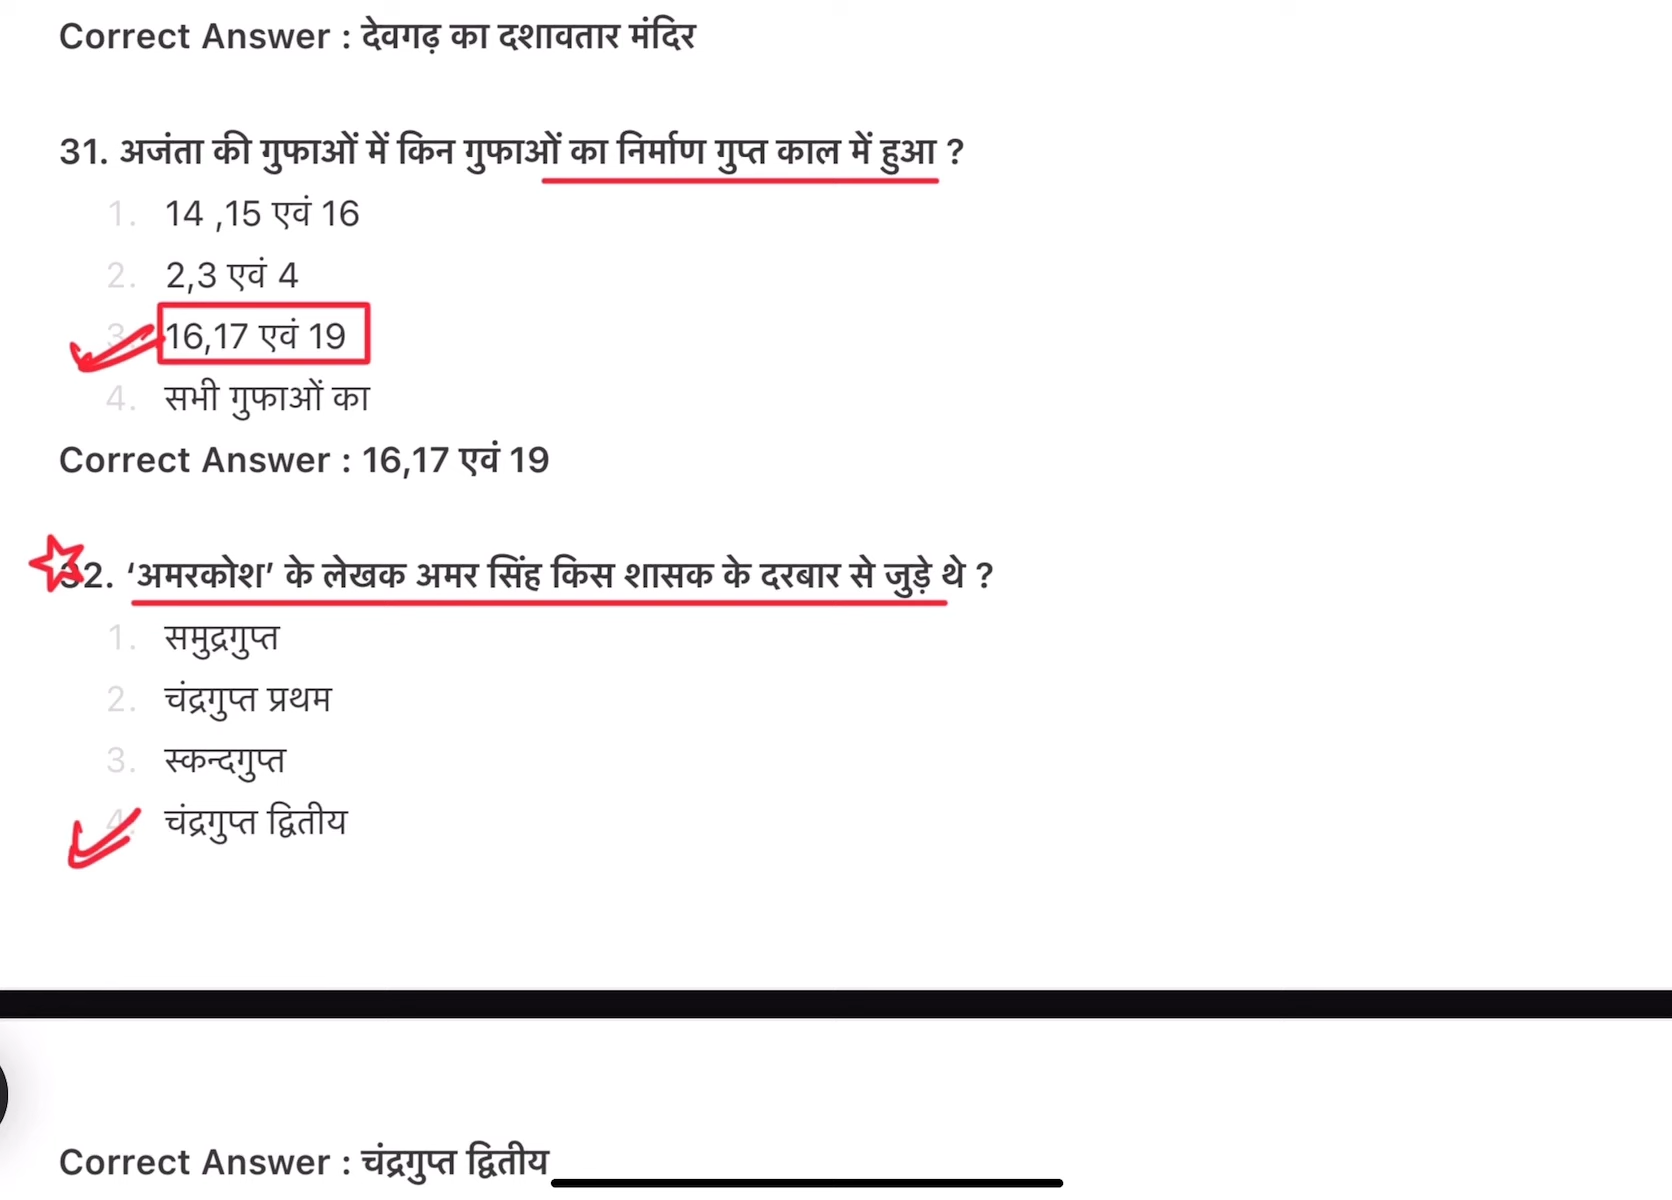 Correct Answer : देवगढ़ का दशावतार मंदिर
31. अजंता की गुफाओं में किन गुफाओं का निर्माण गुप्त काल में हुआ ?
1. 14 ,15 एवं 16
2. 2,3 एवं 4
3. 16,17 एवं 19
4. सभी गुफाओं का
Correct Answer : 16,17 एवं 19
32. ‘अमरकोश’ के लेखक अमर सिंह किस शासक के दरबार से जुड़े थे ?
1. समुद्रगुप्त
2. चंद्रगुप्त प्रथम
3. स्कन्दगुप्त
4. चंद्रगुप्त द्वितीय
Correct Answer : चंद्रगुप्त द्वितीय